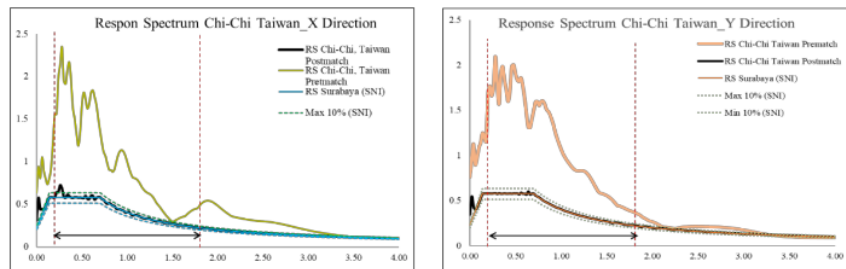 Respon Spectrum Chi-Chi Taiwan_X Direction
2.5
2
1.5
1
0.5
0
0.00 0.50 1.00 1.50 2.00 2.50 3.00 3.50 4.00
RS Chi-Chi, Taiwan
Postmatch
RS Chi-Chi, Taiwan
Pretmatch
RS Surabaya (SNI)
Max 10% (SNI)
Response Spectrum Chi-Chi Taiwan_Y Direction
2.5
2
1.5
1
0.5
0
0.00 0.50 1.00 1.50 2.00 2.50 3.00 3.50 4.00
RS Chi-Chi Taiwan Prematch
RS Chi-Chi Taiwan Postmatch
RS Surabaya (SNI)
Max 10% (SNI)
Min 10% (SNI)